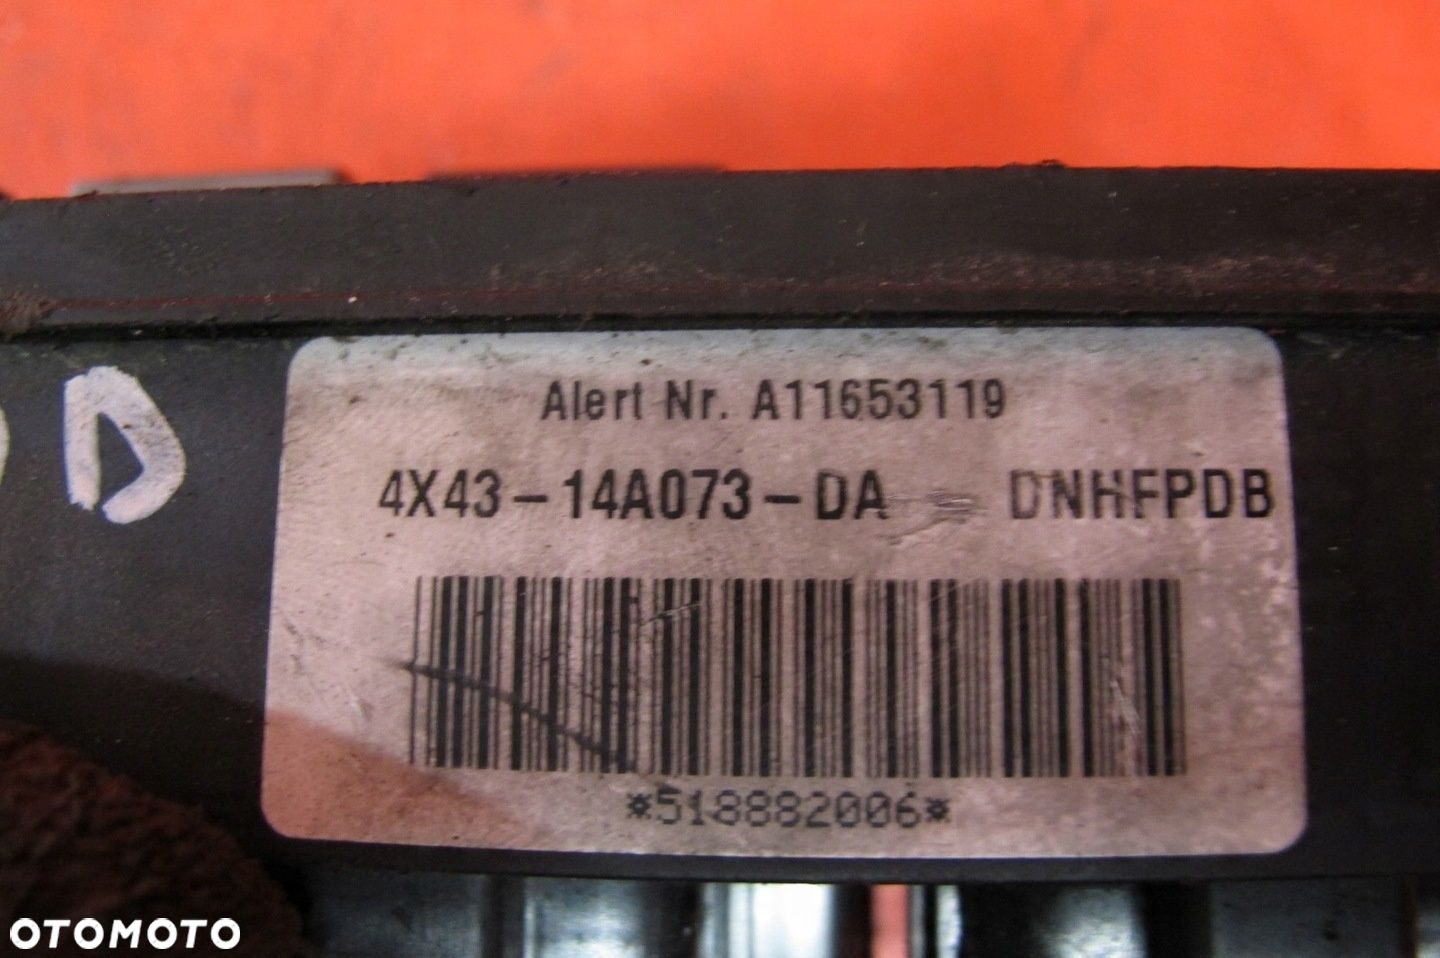 Alert Nr. A11653119
D
4X43-14A073-DA DNHFPDB
*518882006*
OTOMOTO